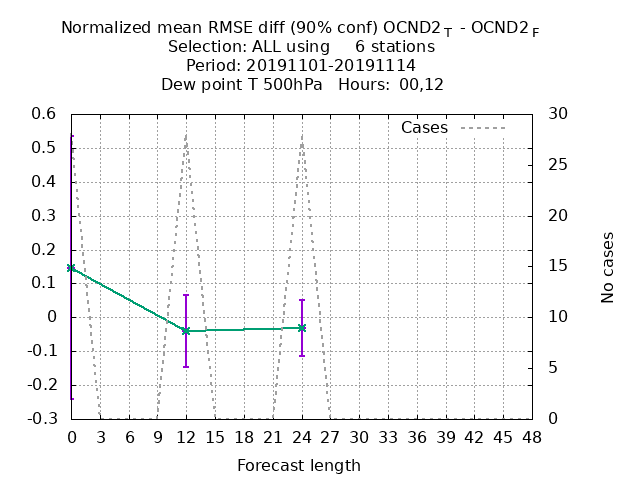 Normalized mean RMSE diff (90% conf) OCND2_T - OCND2_F
Selection: ALL using 6 stations
Period: 20191101-20191114
Dew point T 500hPa Hours: 00,12
Cases
0.6
0.5
0.4
0.3
0.2
0.1
0
-0.1
-0.2
-0.3
30
25
20
15
10
5
0
No cases
0 3 6 9 12 15 18 21 24 27 30 33 36 39 42 45 48
Forecast length